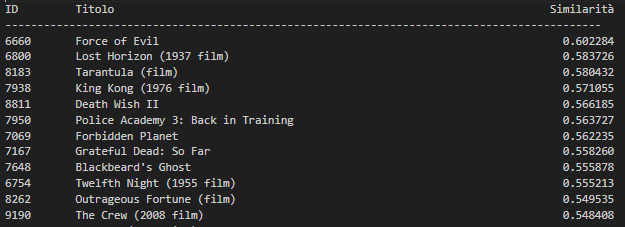 ID Titolo Similarità
------------------------------------------------------------------------------------------
6660 Force of Evil 0.602284
6800 Lost Horizon (1937 film) 0.583726
8183 Tarantula (film) 0.580432
7938 King Kong (1976 film) 0.571055
8811 Death Wish II 0.566185
7950 Police Academy 3: Back in Training 0.563727
7069 Forbidden Planet 0.562235
7167 Grateful Dead: So Far 0.558260
7648 Blackbeard's Ghost 0.555878
6754 Twelfth Night (1955 film) 0.555213
8262 Outrageous Fortune (film) 0.549535
9190 The Crew (2008 film) 0.548408